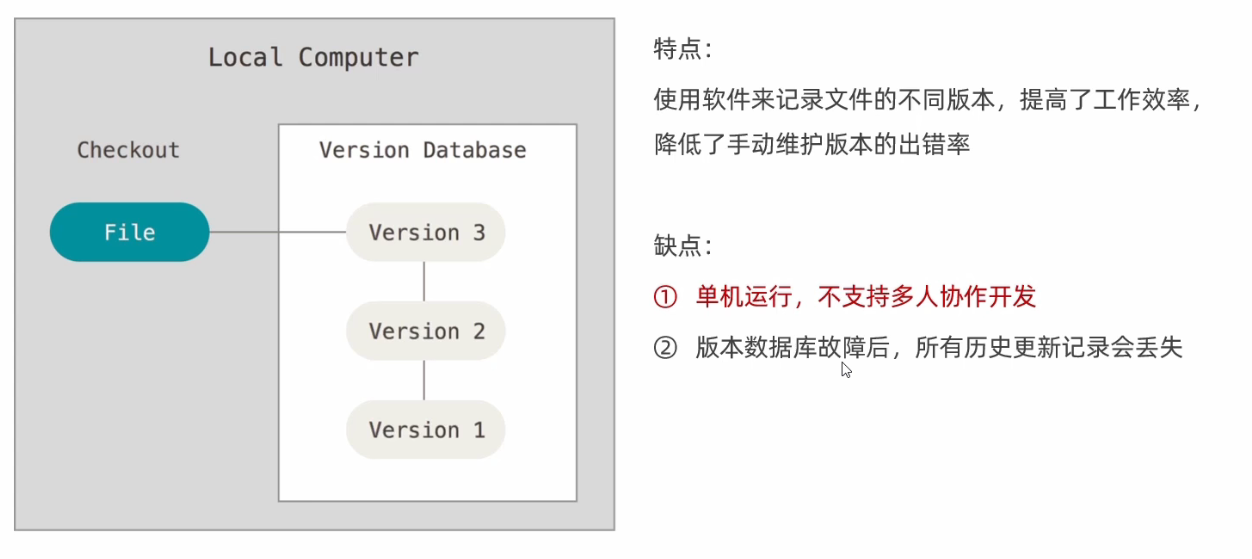 Local Computer
Checkout
Version Database
File
Version 3
Version 2
Version 1
特点：
使用软件来记录文件的不同版本，提高了工作效率，
降低了手动维护版本的出错率
缺点：
① 单机运行，不支持多人协作开发
② 版本数据库故障后，所有历史更新记录会丢失